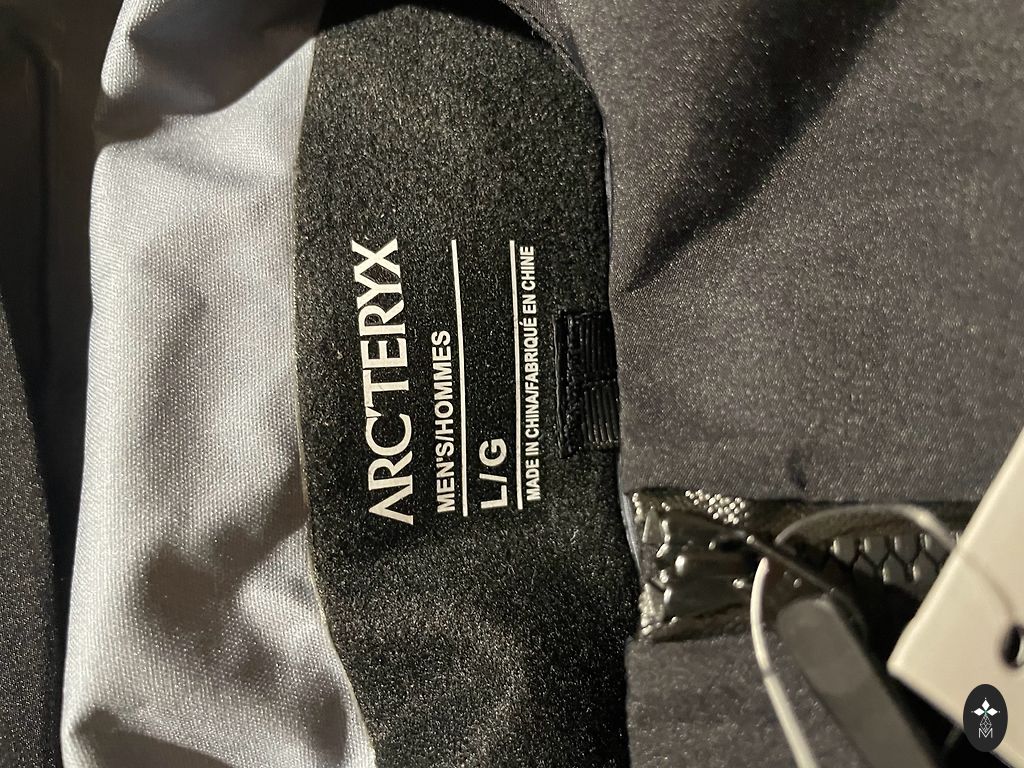 ARC'TERYX
MEN'S/HOMMES
L/G
MADE IN CHINA/FABRIQUÉ EN CHINE